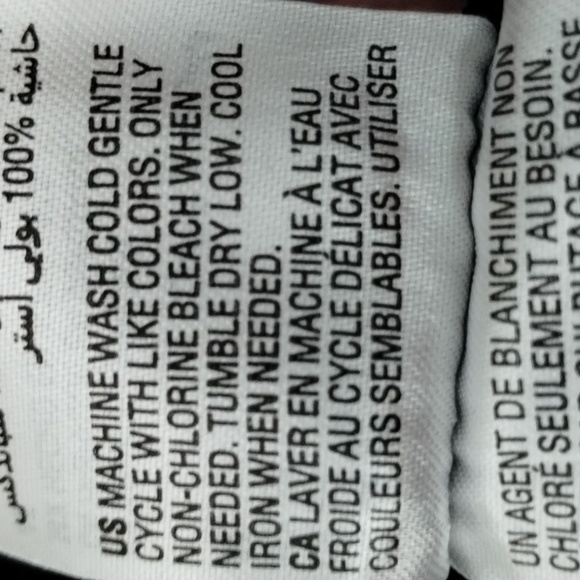 حاشية 100% بولي أستر
US MACHINE WASH COLD GENTLE
CYCLE WITH LIKE COLORS. ONLY
NON-CHLORINE BLEACH WHEN
NEEDED. TUMBLE DRY LOW. COOL
IRON WHEN NEEDED.
CA LAVER EN MACHINE À L'EAU
FROIDE AU CYCLE DÉLICAT AVEC
COULEURS SEMBLABLES. UTILISER
UN AGENT DE BLANCHIMENT NON
CHLORÉ SEULEMENT AU BESOIN.